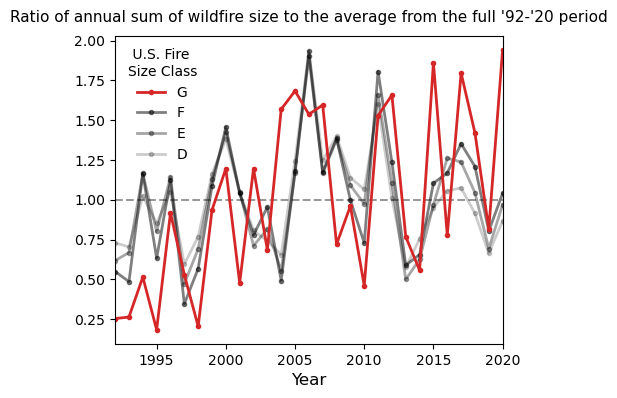 Ratio of annual sum of wildfire size to the average from the full '92-'20 period
2.00
1.75
1.50
1.25
1.00
0.75
0.50
0.25
U.S. Fire
Size Class
G
F
E
D
1995 2000 2005 2010 2015 2020
Year